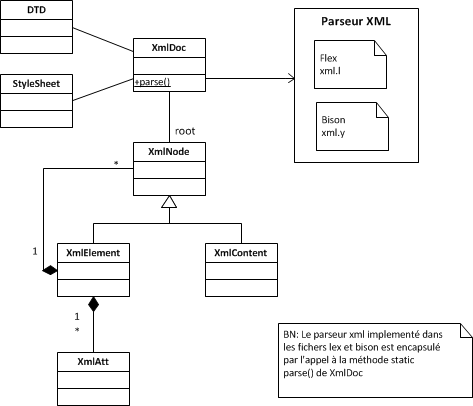 DTD
XmlDoc
+parse()
StyleSheet
Parseur XML
Flex
xml.l
Bison
xml.y
root
XmlNode
*
1
XmlElement
XmlContent
1
*
XmlAtt
BN: Le parseur xml implementé dans
les fichers lex et bison est encapsulé
par l'appel à la méthode static
parse() de XmlDoc